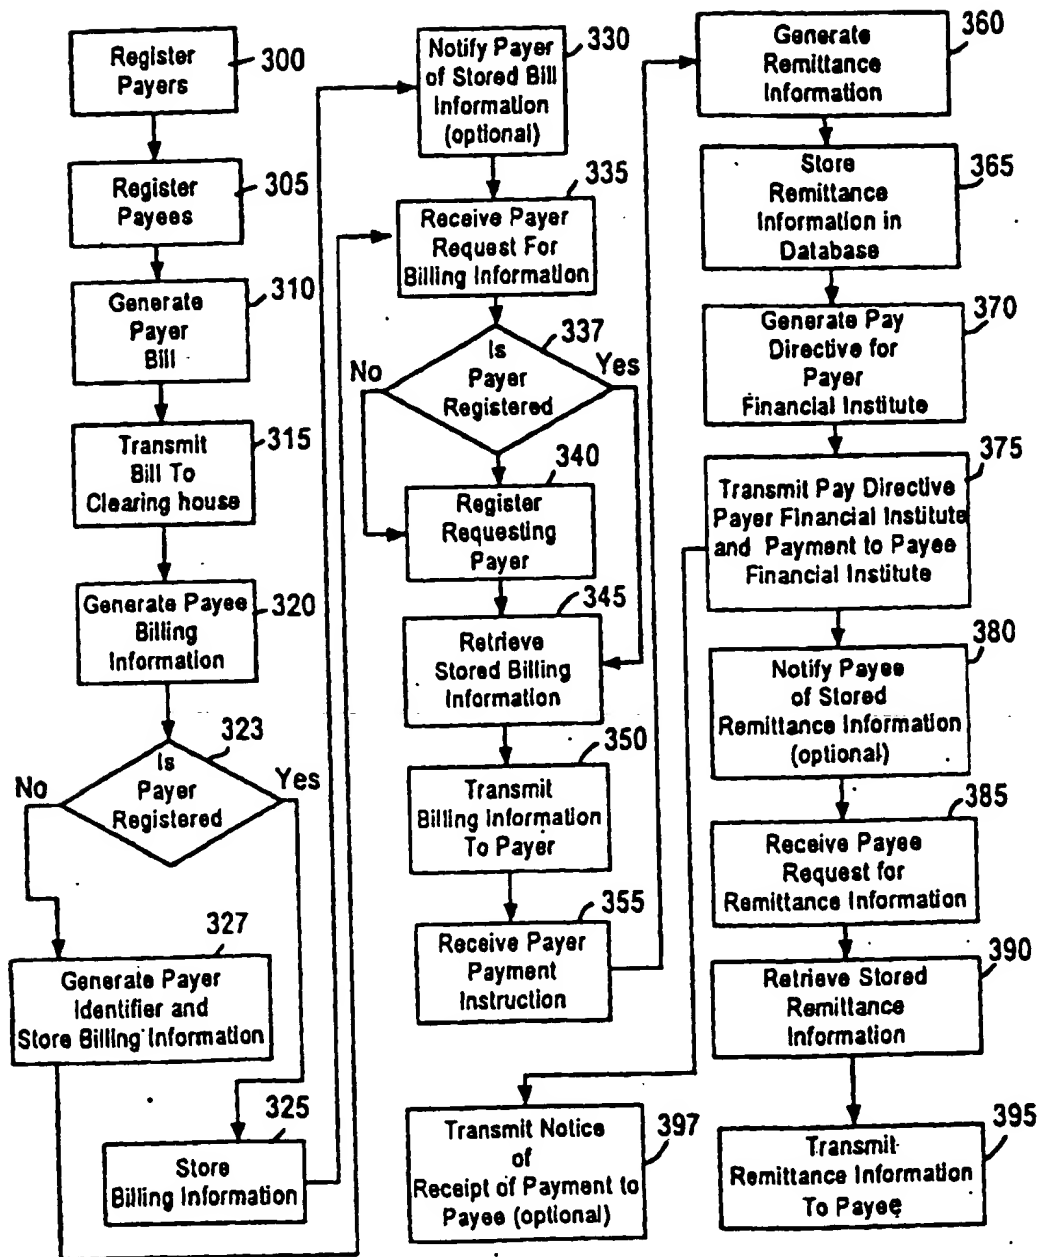 Register
Payers
300
Register
Payees
305
Generate
Payer
Bill
310
Transmit
Bill To
Clearing house
315
Generate Payee
Billing
Information
320
Is
Payer
Registered
323
No
Yes
Generate Payer
Identifier and
Store Billing Information
327
Store
Billing Information
325
Notify Payer
of Stored Bill
Information
(optional)
330
Receive Payer
Request For
Billing Information
335
Is
Payer
Registered
337
No
Yes
Register
Requesting
Payer
340
Retrieve
Stored Billing
Information
345
Transmit
Billing Information
To Payer
350
Receive Payer
Payment
Instruction
355
Transmit Notice
of
Receipt of Payment to
Payee (optional)
397
Generate
Remittance
Information
360
Store
Remittance
Information in
Database
365
Generate Pay
Directive for
Payer
Financial Institute
370
Transmit Pay Directive
Payer Financial Institute
and Payment to Payee
Financial Institute
375
Notify Payee
of Stored
Remittance Information
(optional)
380
Receive Payee
Request for
Remittance Information
385
Retrieve Stored
Remittance
Information
390
Transmit
Remittance Information
To Payee
395